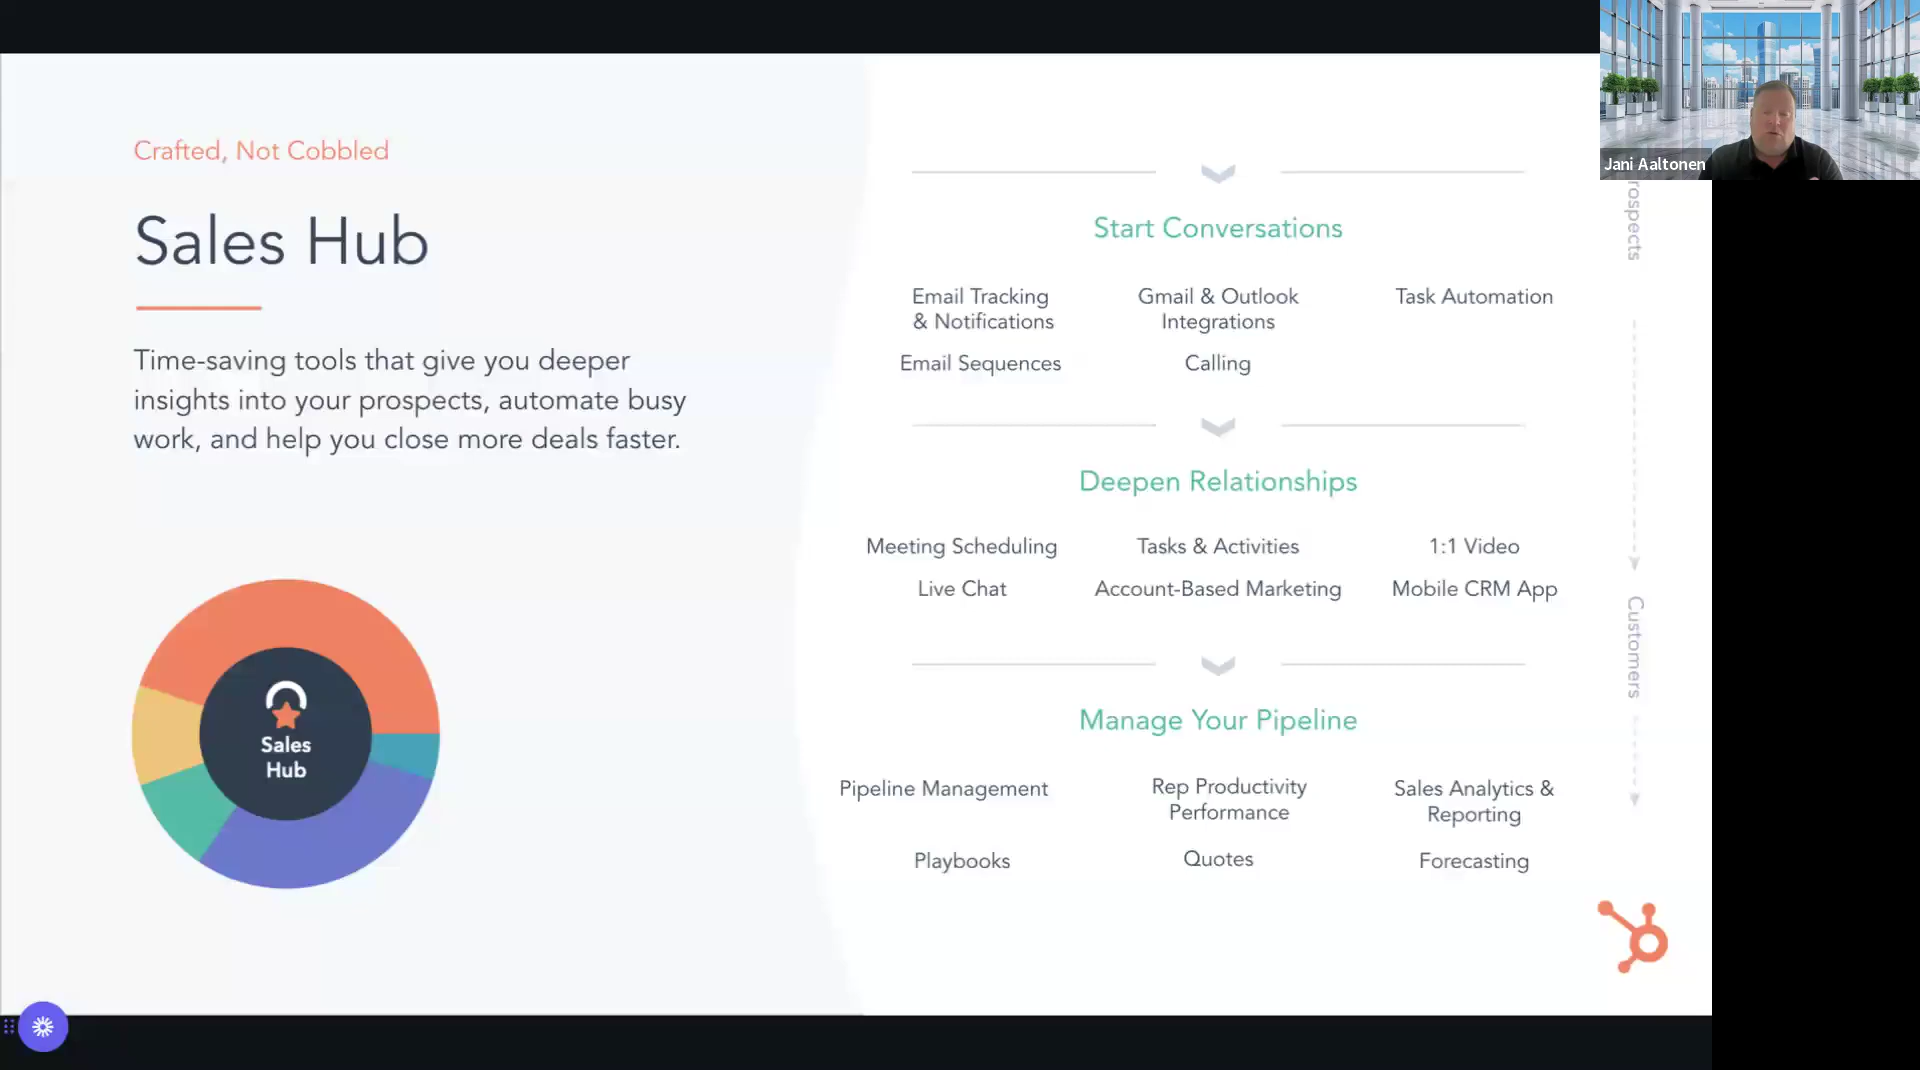 Crafted, Not Cobbled
Sales Hub
Time-saving tools that give you deeper
insights into your prospects, automate busy
work, and help you close more deals faster.
Sales
Hub
Start Conversations
Email Tracking
& Notifications
Gmail & Outlook
Integrations
Task Automation
Email Sequences
Calling
Deepen Relationships
Meeting Scheduling
Tasks & Activities
1:1 Video
Live Chat
Account-Based Marketing
Mobile CRM App
Manage Your Pipeline
Pipeline Management
Rep Productivity
Performance
Sales Analytics &
Reporting
Playbooks
Quotes
Forecasting
rospects
Customers
Jani Aaltonen